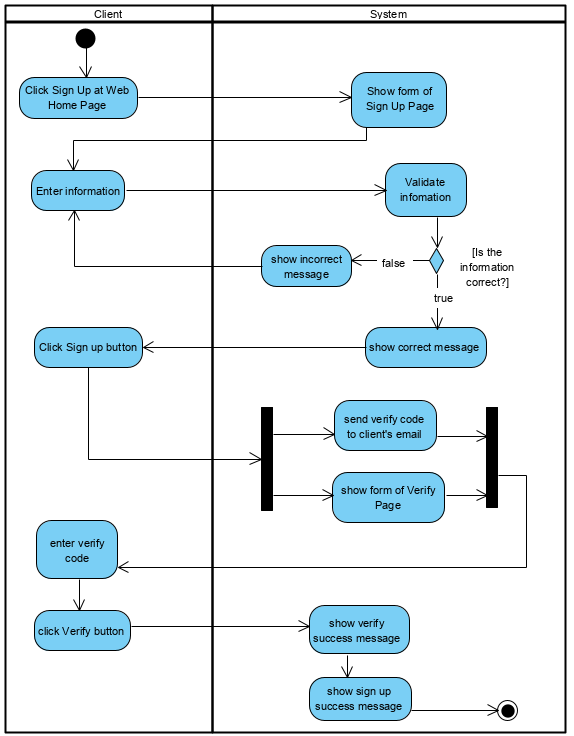 Client
System
Click Sign Up at Web
Home Page
Show form of
Sign Up Page
Enter information
Validate
infomation
[Is the
information
correct?]
false
show incorrect
message
true
show correct message
Click Sign up button
send verify code
to client's email
show form of Verify
Page
enter verify
code
click Verify button
show verify
success message
show sign up
success message